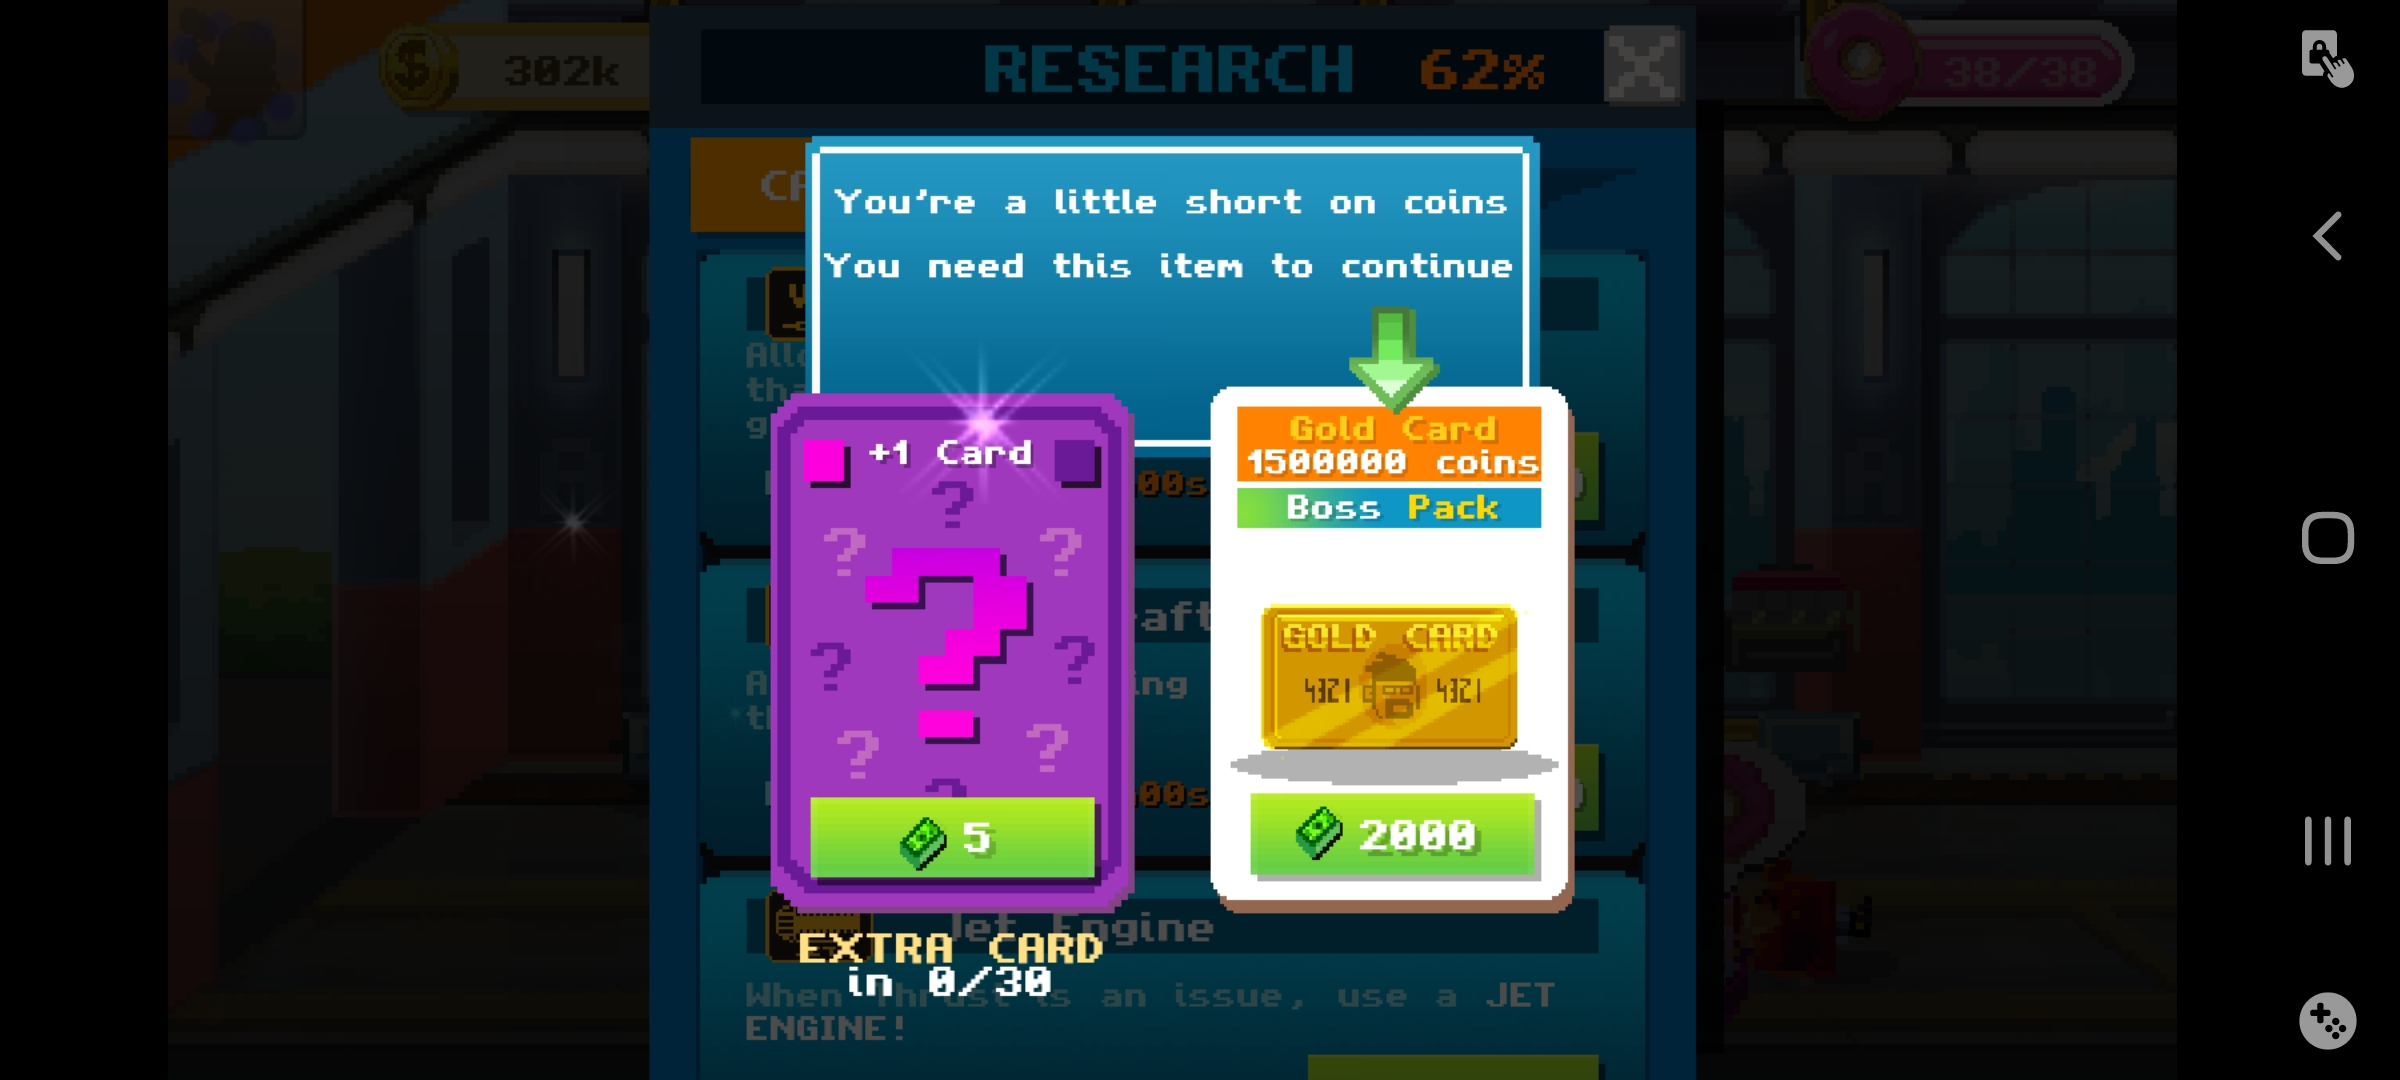 302k
RESEARCH 62%
38/38
You're a little short on coins
You need this item to continue
+1 Card
Gold Card
1500000 coins
Boss Pack
GOLD CARD
4321 4321
5
2000
Jet Engine
EXTRA CARD
in 0/30
When Thrust is an issue, use a JET
ENGINE!